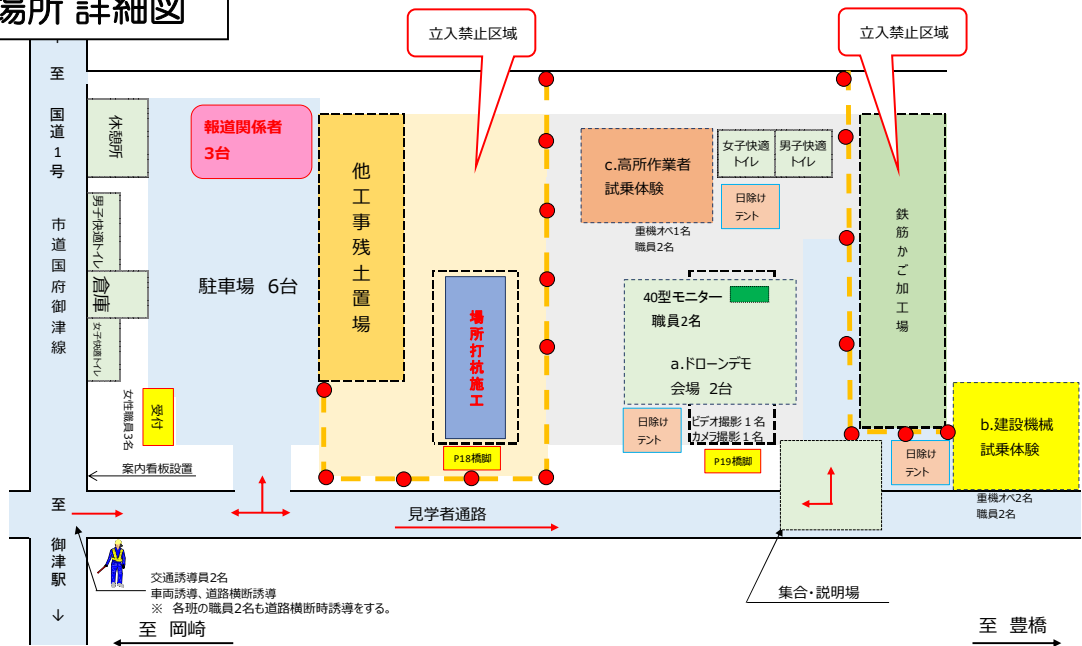 場所 詳細図
立入禁止区域
立入禁止区域
至 国道1号
市道国府御津線
休憩所
報道関係者
3台
男子快適トイレ
倉庫
女子快適トイレ
駐車場 6台
他工事残土置場
場所打杭施工
c.高所作業者
試乗体験
重機オペ1名
職員2名
女子快適
トイレ
男子快適
トイレ
日除け
テント
鉄筋かご加工場
40型モニター
職員2名
a.ドローンデモ
会場 2台
日除け
テント
ビデオ撮影1名
カメラ撮影1名
P18橋脚
P19橋脚
日除け
テント
b.建設機械
試乗体験
重機オペ2名
職員2名
女性職員3名
受付
案内看板設置
見学者通路
至 御津駅 ↓
交通誘導員2名
車両誘導、道路横断誘導
※ 各班の職員2名も道路横断時誘導をする。
集合・説明場
至 岡崎
至 豊橋